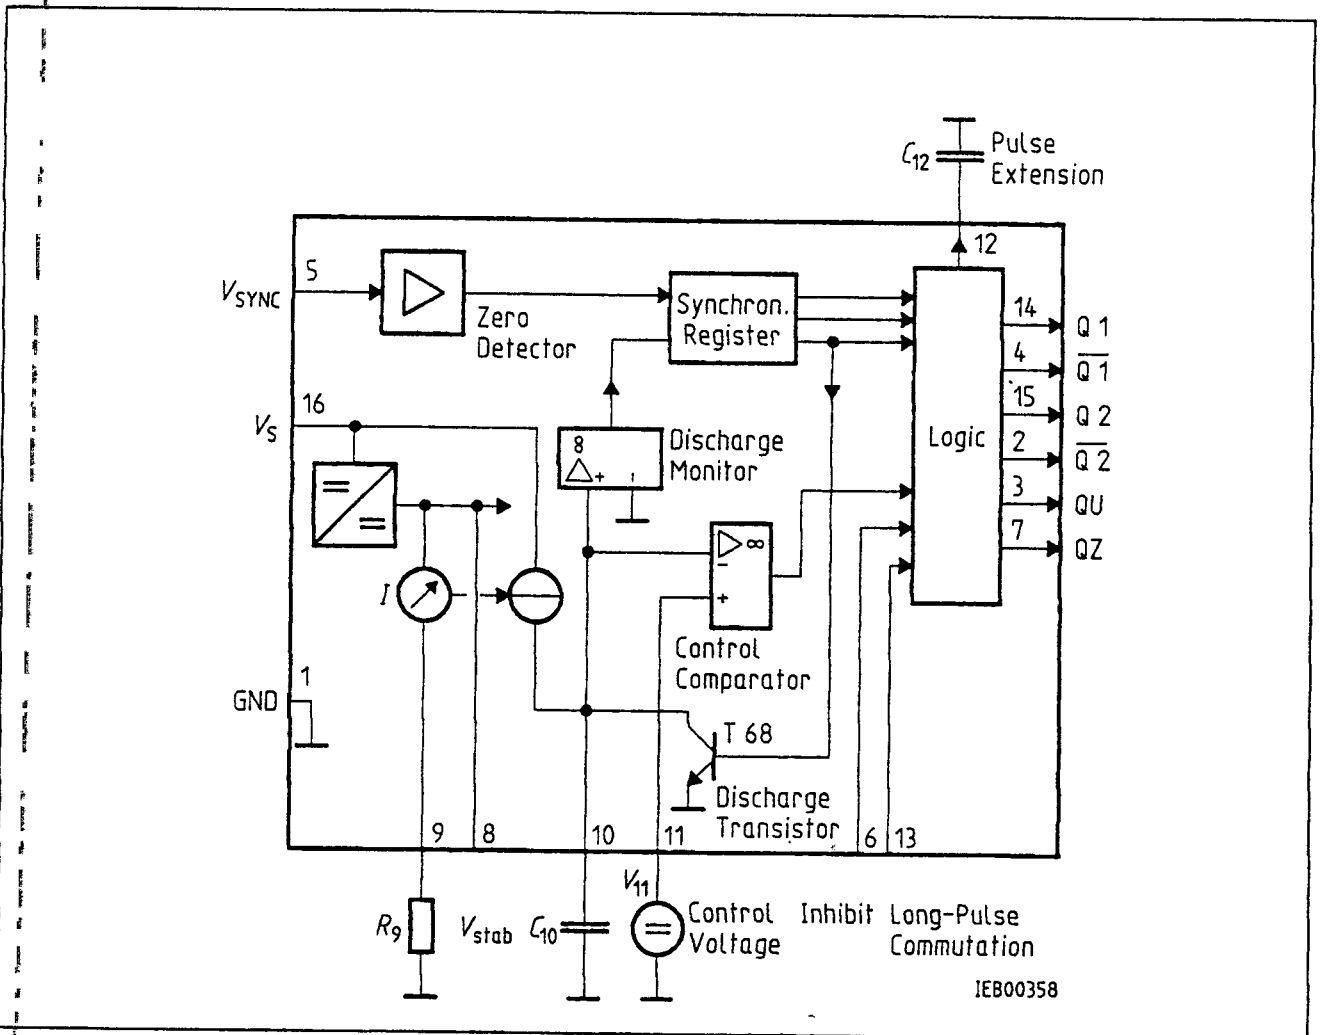 C12
Pulse
Extension
12
5
VSYNC
Zero
Detector
Synchron.
Register
14
Q1
4
Q̅1̅
16
VS
15
Q2
8
+
-
Discharge
Monitor
Logic
2
Q̅2̅
3
QU
∞
-
7
QZ
I
+
Control
Comparator
1
GND
T 68
Discharge
Transistor
9
8
10
11
6
13
V11
R9
Vstab
C10
Control
Voltage
Inhibit
Long-Pulse
Commutation
IEB00358